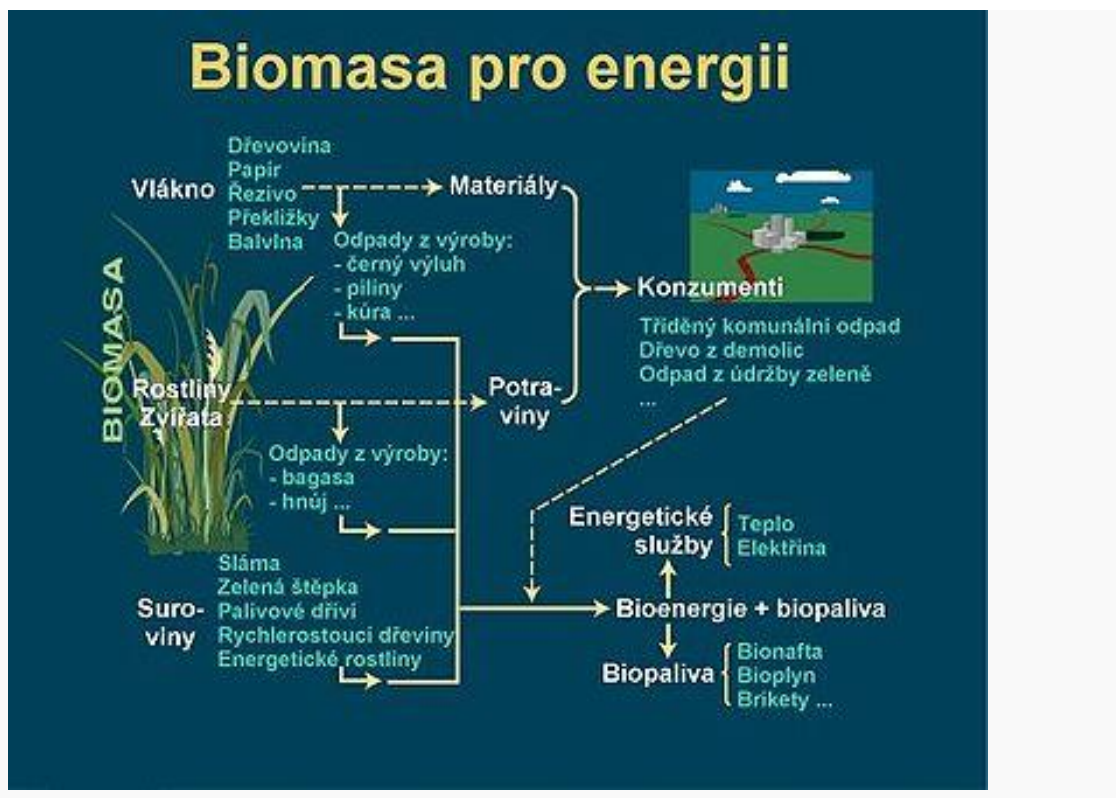 Biomasa pro energii
BIOMASA
Vlákno
Dřevovina
Papír
Řezivo
Překližky
Balvlna
Materiály
Odpady z výroby:
- černý výluh
- piliny
- kůra ...
Konzumenti
Tříděný komunální odpad
Dřevo z demolic
Odpad z údržby zeleně
...
Rostliny
Zvířata
Potra-
viny
Odpady z výroby:
- bagasa
- hnůj ...
Suro-
viny
Sláma
Zelená štěpka
Palivové dříví
Rychlerostoucí dřeviny
Energetické rostliny
Energetické
služby
Teplo
Elektřina
Bioenergie + biopaliva
Biopaliva
Bionafta
Bioplyn
Brikety ...